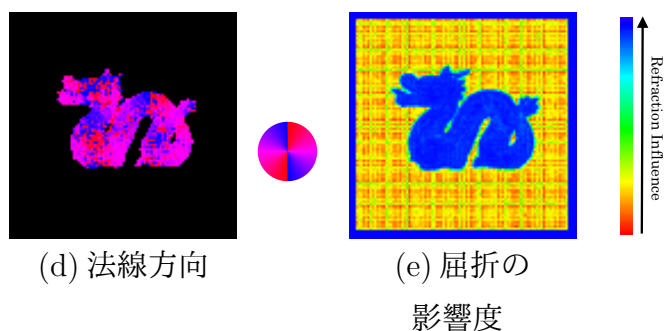 Refraction Influence
(d) 法線方向
(e) 屈折の
影響度